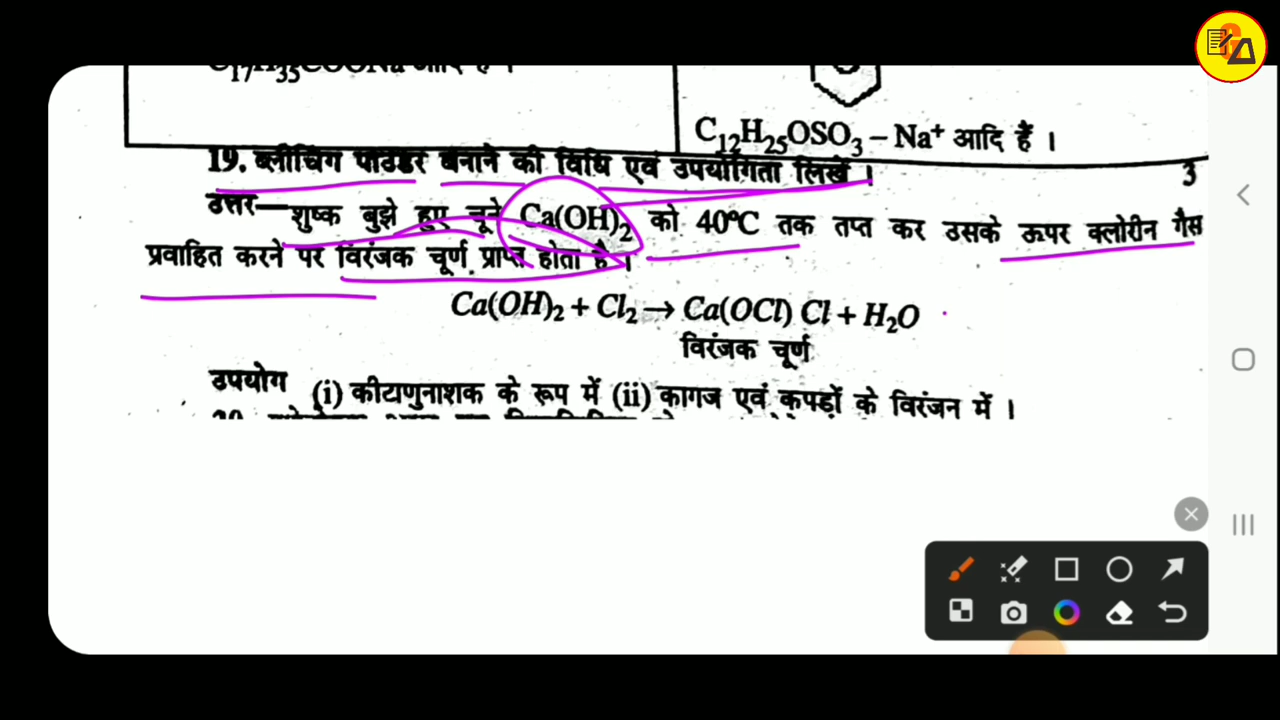 C₁₇H₃₅COONa आदि हैं ।
C₁₂H₂₅OSO₃ – Na⁺ आदि हैं ।
19. ब्लीचिंग पाउडर बनाने की विधि एवं उपयोगिता लिखें । 3
उत्तर—शुष्क बुझे हुए चूने Ca(OH)₂ को 40°C तक तप्त कर उसके ऊपर क्लोरीन गैस
प्रवाहित करने पर विरंजक चूर्ण प्राप्त होता है ।
Ca(OH)₂ + Cl₂ → Ca(OCl) Cl + H₂O
विरंजक चूर्ण
उपयोग (i) कीटाणुनाशक के रूप में (ii) कागज एवं कपड़ों के विरंजन में ।